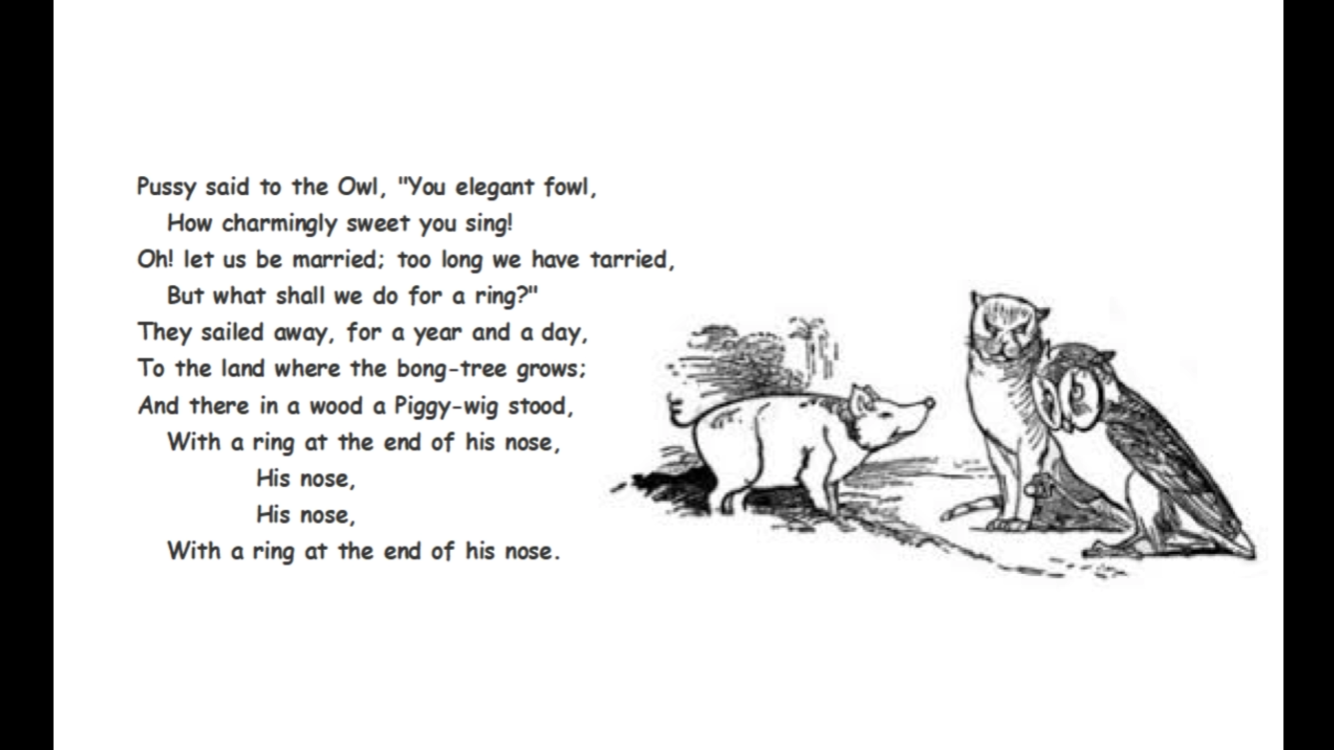 Pussy said to the Owl, "You elegant fowl,
How charmingly sweet you sing!
Oh! let us be married; too long we have tarried,
But what shall we do for a ring?"
They sailed away, for a year and a day,
To the land where the bong-tree grows;
And there in a wood a Piggy-wig stood,
With a ring at the end of his nose,
His nose,
His nose,
With a ring at the end of his nose.